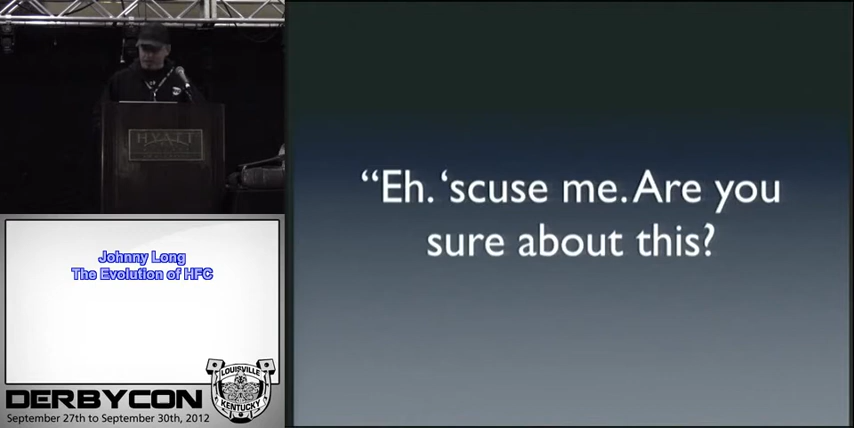 HYATT
Johnny Long
The Evolution of HFC
DERBYCON
LOUISVILLE
KENTUCKY
September 27th to September 30th, 2012
“Eh. ‘scuse me. Are you
sure about this?